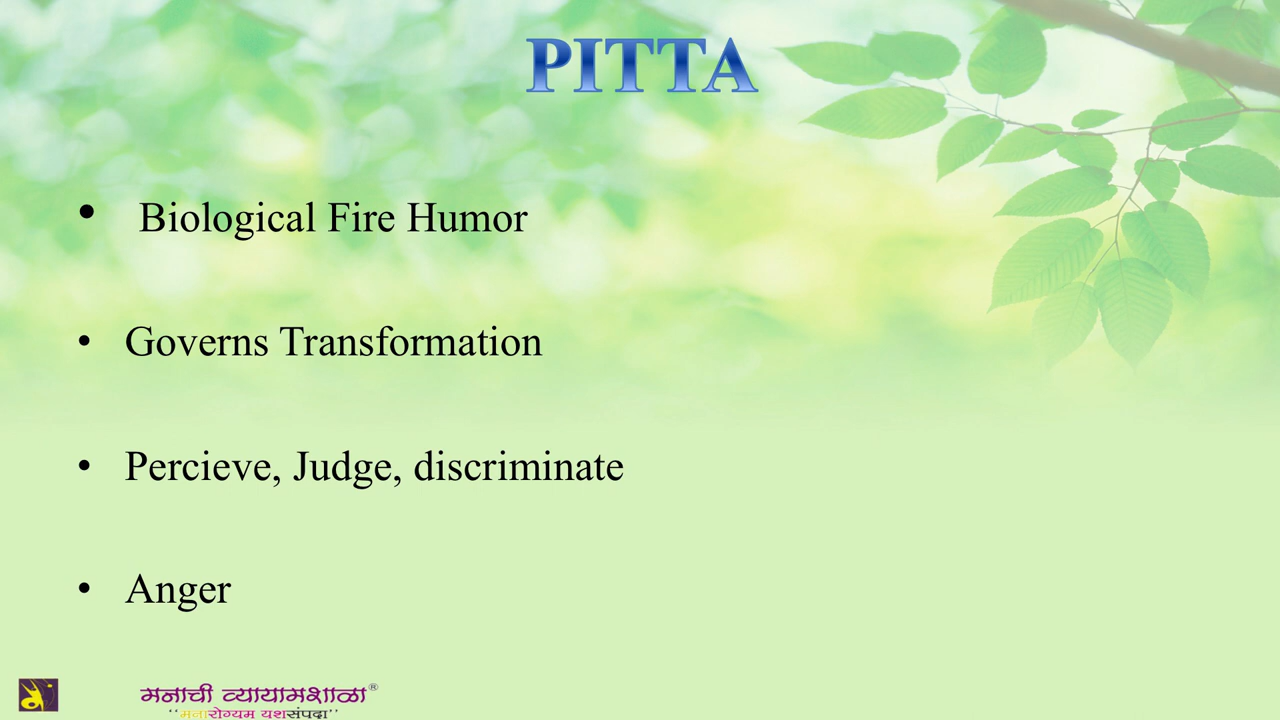 PITTA
• Biological Fire Humor
• Governs Transformation
• Percieve, Judge, discriminate
• Anger
मनाची व्यायामशाळा®
‘‘मनारोग्यम यशसंपदा’’